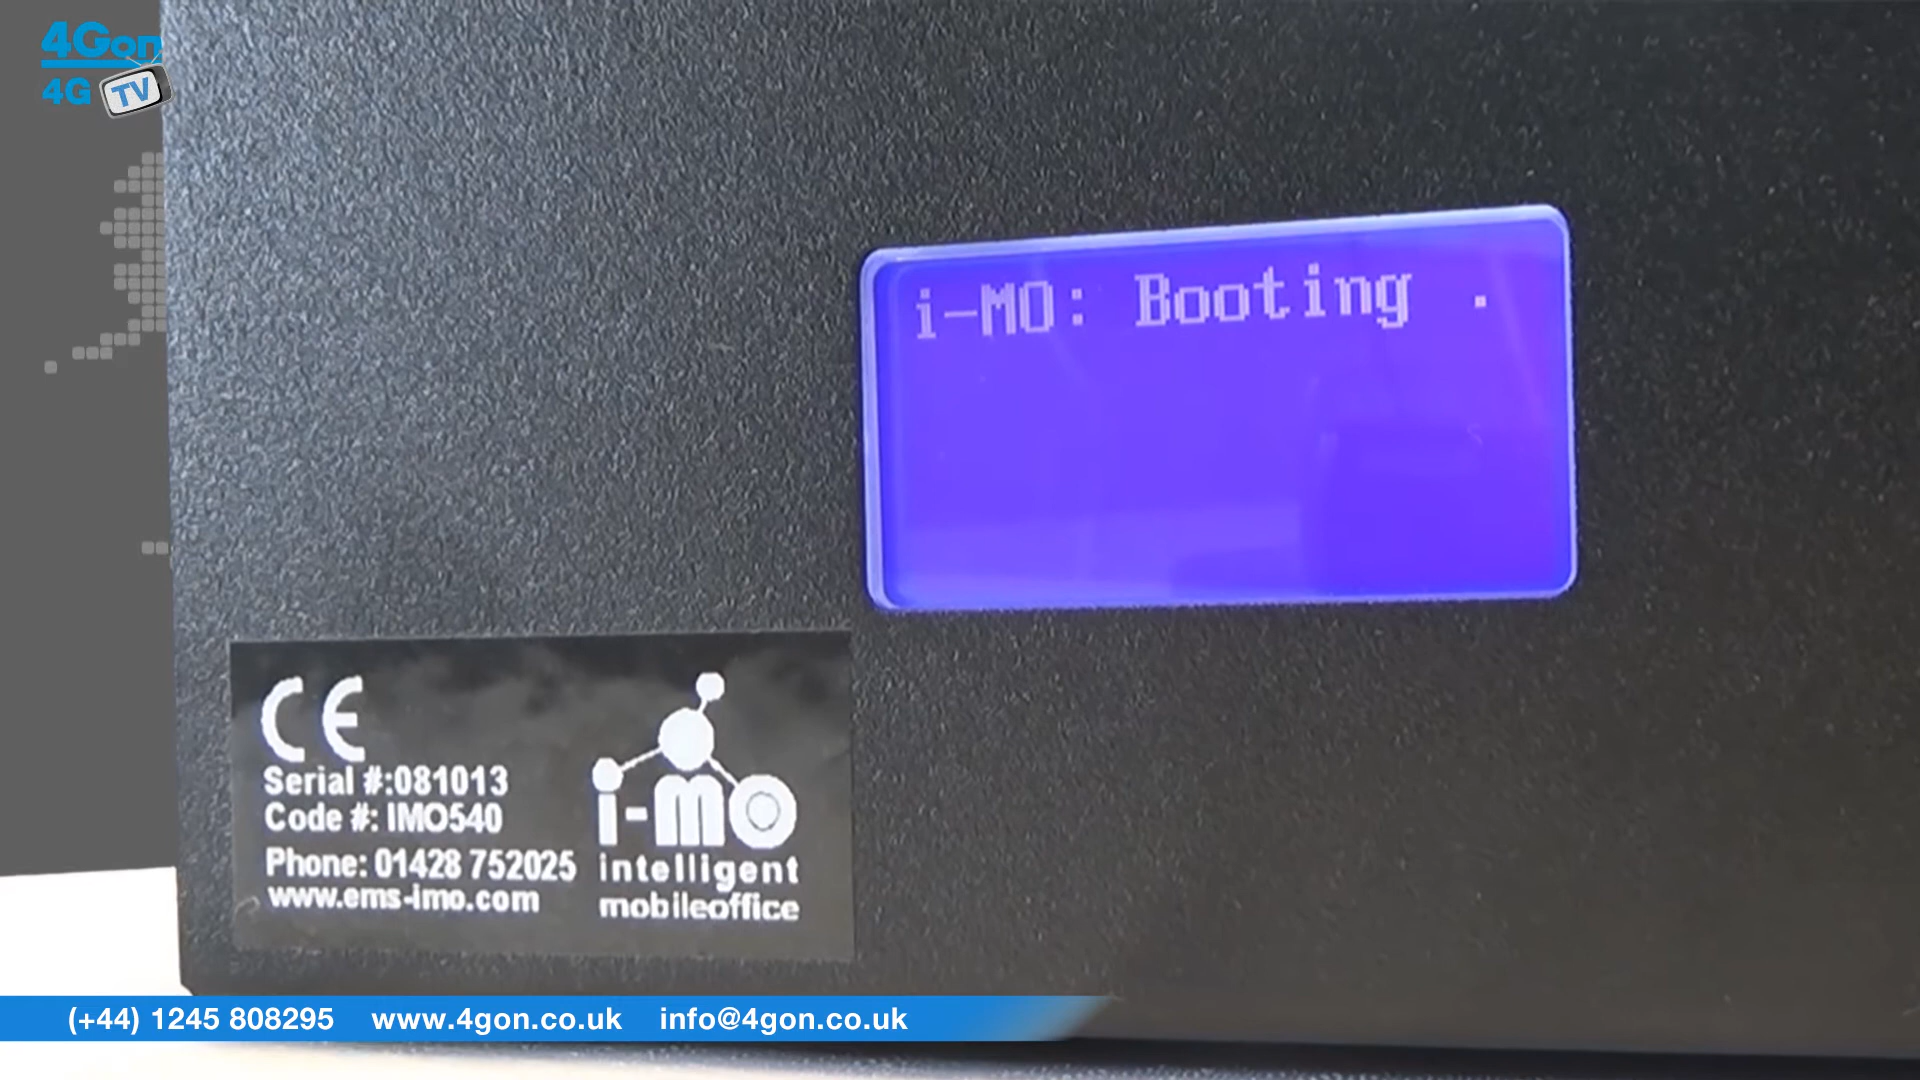 4Gon
4G TV
i-MO: Booting .
CE
Serial #:081013
Code #: IMO540
Phone: 01428 752025
www.ems-imo.com
i-mo
intelligent
mobileoffice
(+44) 1245 808295 www.4gon.co.uk info@4gon.co.uk